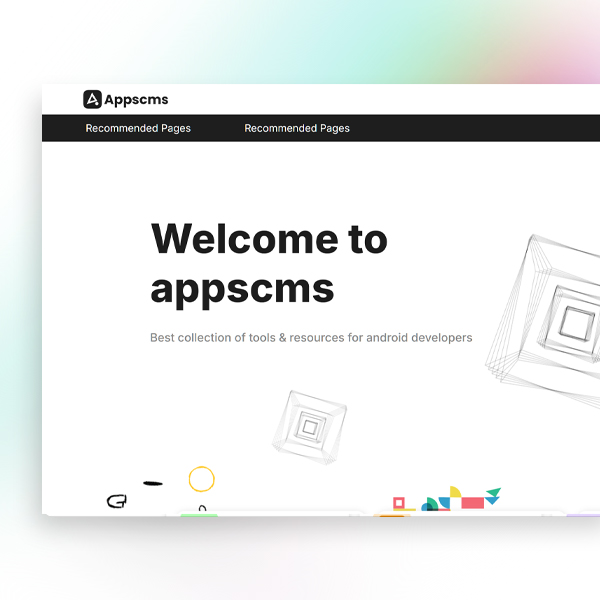 Appscms
Recommended Pages Recommended Pages
Welcome to
appscms
Best collection of tools & resources for android developers